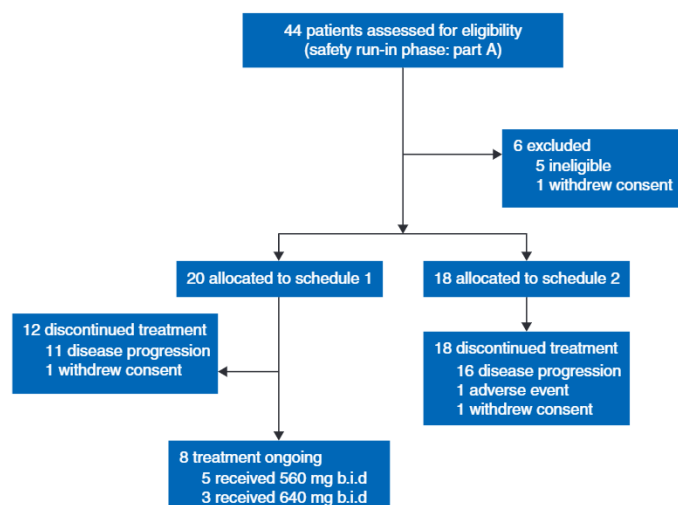 44 patients assessed for eligibility
(safety run-in phase: part A)
6 excluded
5 ineligible
1 withdrew consent
20 allocated to schedule 1
18 allocated to schedule 2
12 discontinued treatment
11 disease progression
1 withdrew consent
18 discontinued treatment
16 disease progression
1 adverse event
1 withdrew consent
8 treatment ongoing
5 received 560 mg b.i.d
3 received 640 mg b.i.d